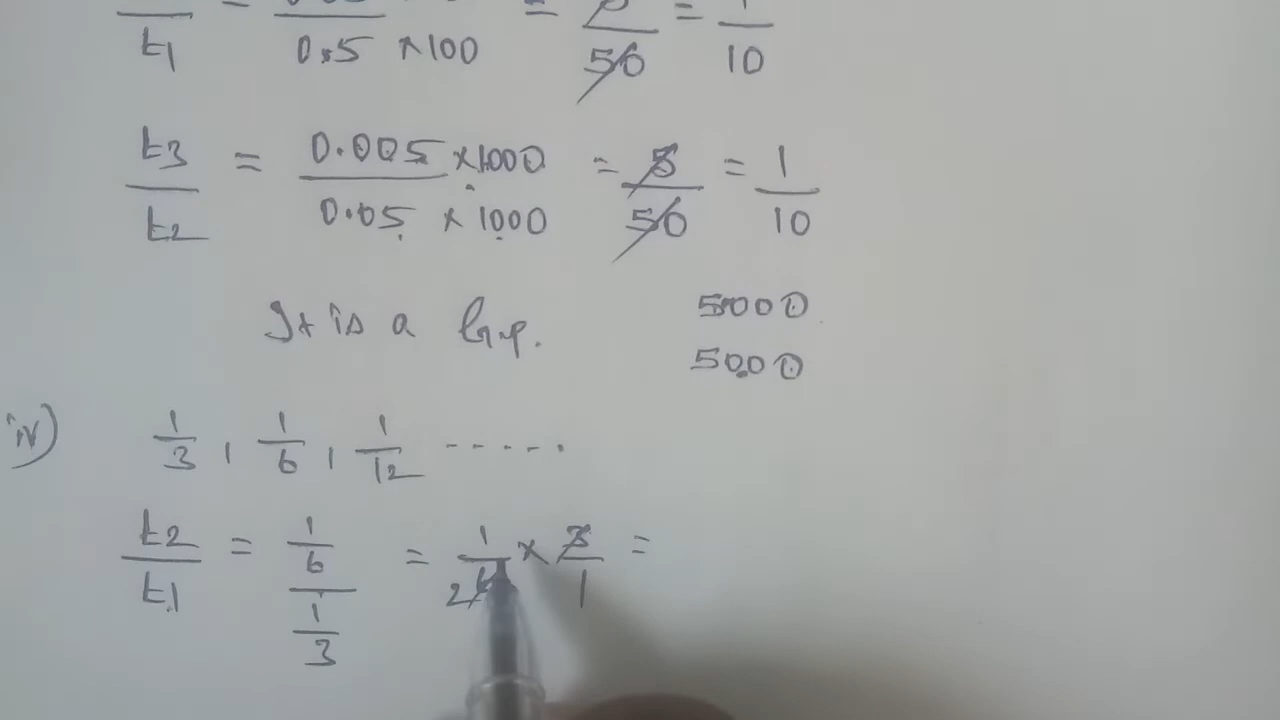 t1 = 0.5 ×100 = 50 = 10
t3/t2 = 0.005 ×1000 / 0.05 × 1000 = 5/50 = 1/10
It is a G.p.
5000
5000
iv) 1/3 , 1/6 , 1/12 ......
t2/t1 = 1/6 / 1/3 = 1/2 6 × 3/1 =